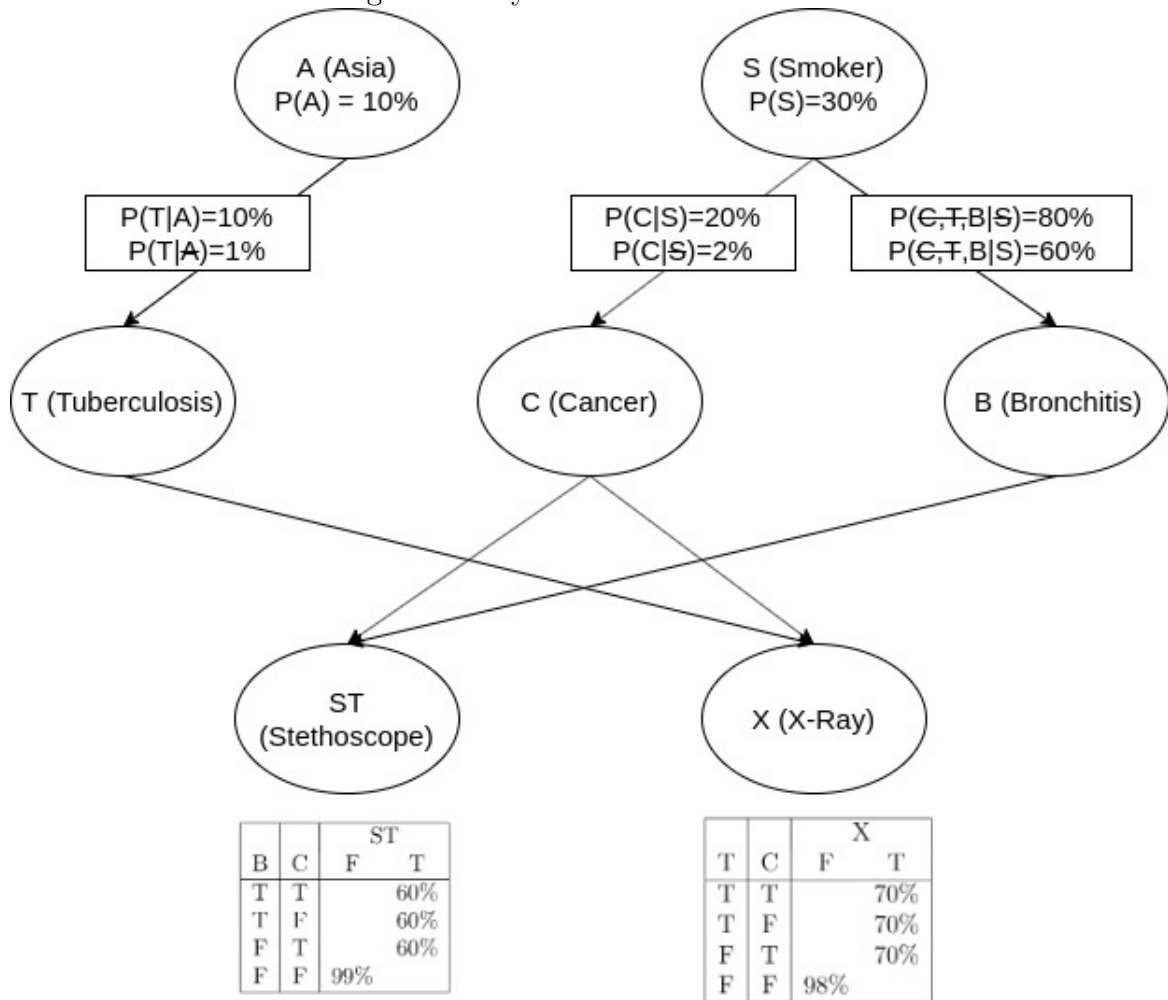 A (Asia)
P(A) = 10%
S (Smoker)
P(S)=30%
P(T|A)=10%
P(T|A̶)=1%
P(C|S)=20%
P(C|S̶)=2%
P(C̶,̶T̶,̶B|S̶)=80%
P(C̶,̶T̶,B|S)=60%
T (Tuberculosis)
C (Cancer)
B (Bronchitis)
ST
(Stethoscope)
X (X-Ray)
ST
B C F T
T T 60%
T F 60%
F T 60%
F F 99%
X
T C F T
T T 70%
T F 70%
F T 70%
F F 98%